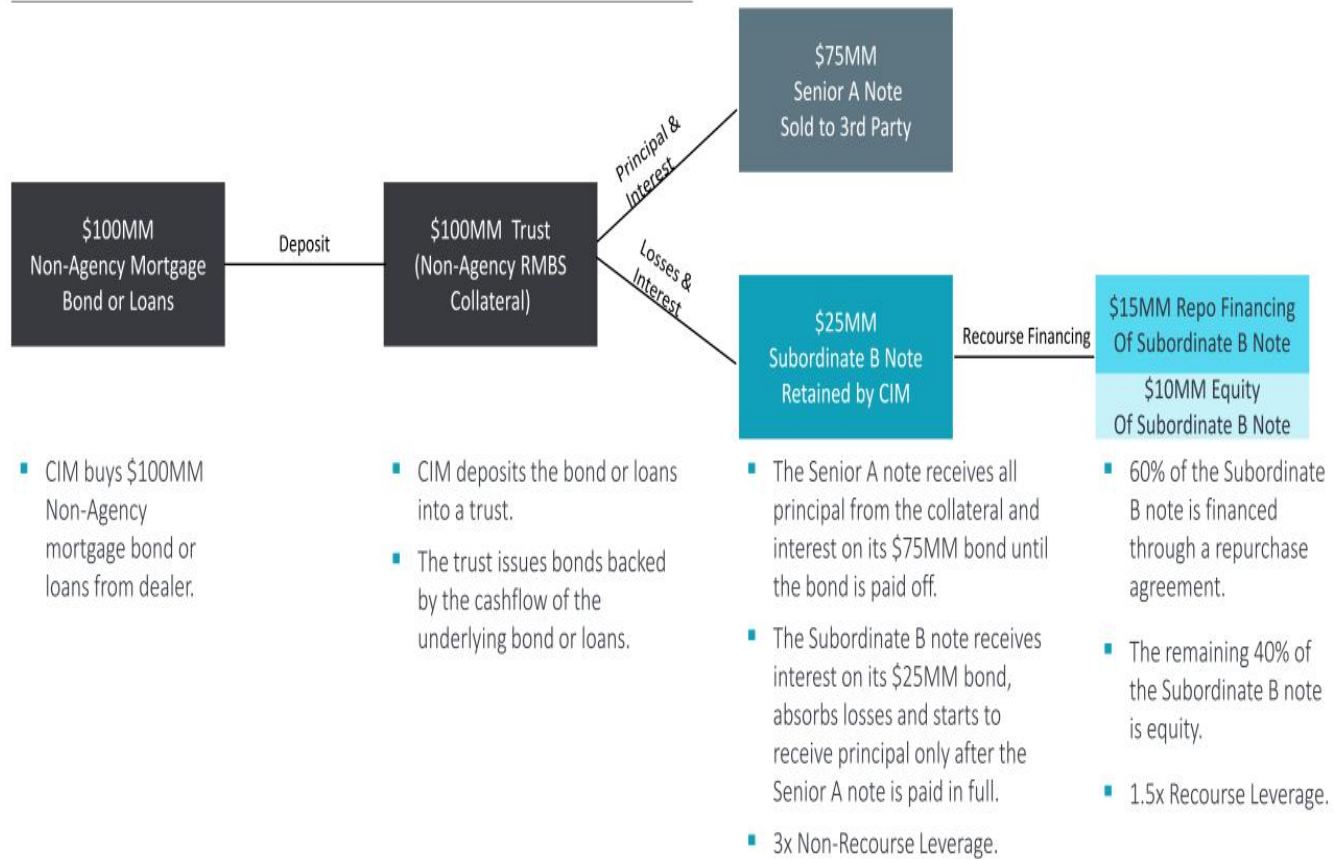 $100MM
Non-Agency Mortgage
Bond or Loans
Deposit
$100MM Trust
(Non-Agency RMBS
Collateral)
Principal &
Interest
Losses &
Interest
$75MM
Senior A Note
Sold to 3rd Party
$25MM
Subordinate B Note
Retained by CIM
Recourse Financing
$15MM Repo Financing
Of Subordinate B Note
$10MM Equity
Of Subordinate B Note
▪ CIM buys $100MM
Non-Agency
mortgage bond or
loans from dealer.
▪ CIM deposits the bond or loans
into a trust.
▪ The trust issues bonds backed
by the cashflow of the
underlying bond or loans.
▪ The Senior A note receives all
principal from the collateral and
interest on its $75MM bond until
the bond is paid off.
▪ The Subordinate B note receives
interest on its $25MM bond,
absorbs losses and starts to
receive principal only after the
Senior A note is paid in full.
▪ 3x Non-Recourse Leverage.
▪ 60% of the Subordinate
B note is financed
through a repurchase
agreement.
▪ The remaining 40% of
the Subordinate B note
is equity.
▪ 1.5x Recourse Leverage.